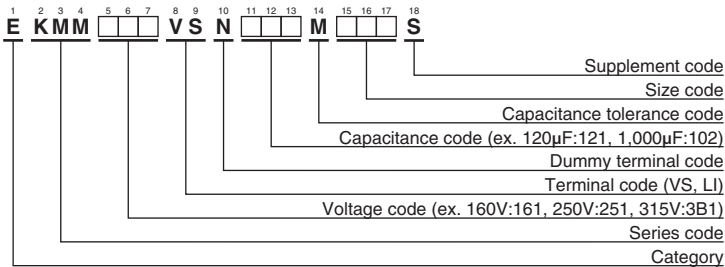 1 2 3 4 5 6 7 8 9 10 11 12 13 14 15 16 17 18
E KMM VS N M S
Supplement code
Size code
Capacitance tolerance code
Capacitance code (ex. 120μF:121, 1,000μF:102)
Dummy terminal code
Terminal code (VS, LI)
Voltage code (ex. 160V:161, 250V:251, 315V:3B1)
Series code
Category